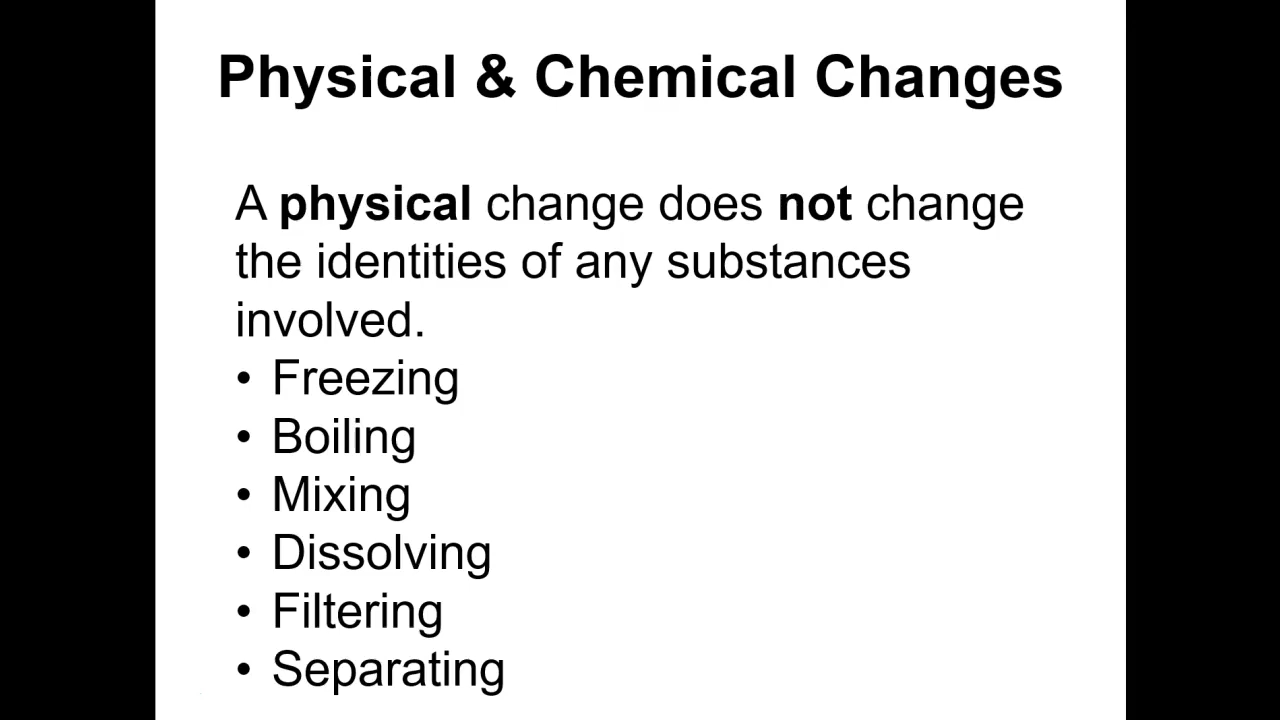 Physical & Chemical Changes
A physical change does not change
the identities of any substances
involved.
• Freezing
• Boiling
• Mixing
• Dissolving
• Filtering
• Separating